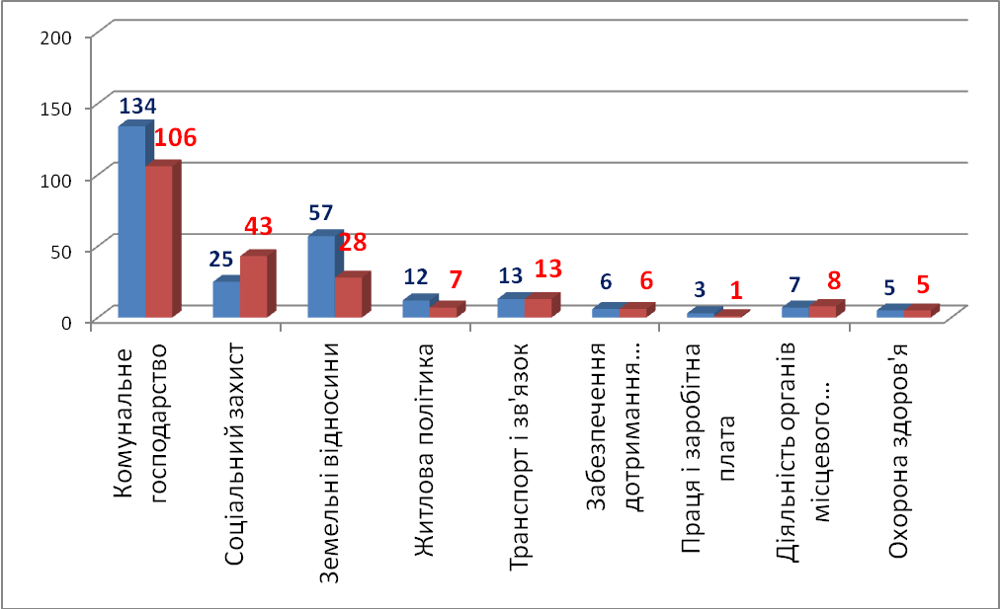 200
150
100
50
0
134
106
25
43
57
28
12
7
13
13
6
6
3
1
7
8
5
5
Комунальне
господарство
Соціальний захист
Земельні відносини
Житлова політика
Транспорт і зв'язок
Забезпечення
дотримання...
Праця і заробітна
плата
Діяльність органів
місцевого...
Охорона здоров'я